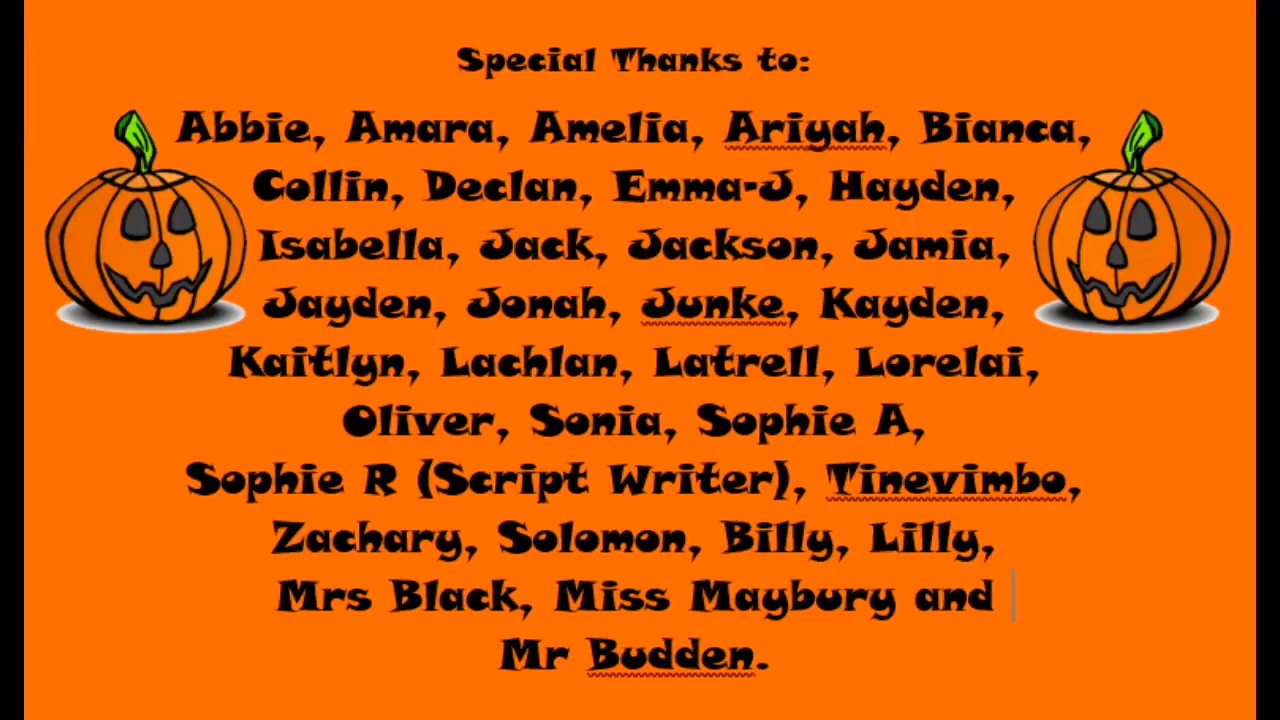 Special Thanks to:
Abbie, Amara, Amelia, Ariyah, Bianca,
Collin, Declan, Emma-J, Hayden,
Isabella, Jack, Jackson, Jamia,
Jayden, Jonah, Junke, Kayden,
Kaitlyn, Lachlan, Latrell, Lorelai,
Oliver, Sonia, Sophie A,
Sophie R (Script Writer), Tinevimbo,
Zachary, Solomon, Billy, Lilly,
Mrs Black, Miss Maybury and
Mr Budden.